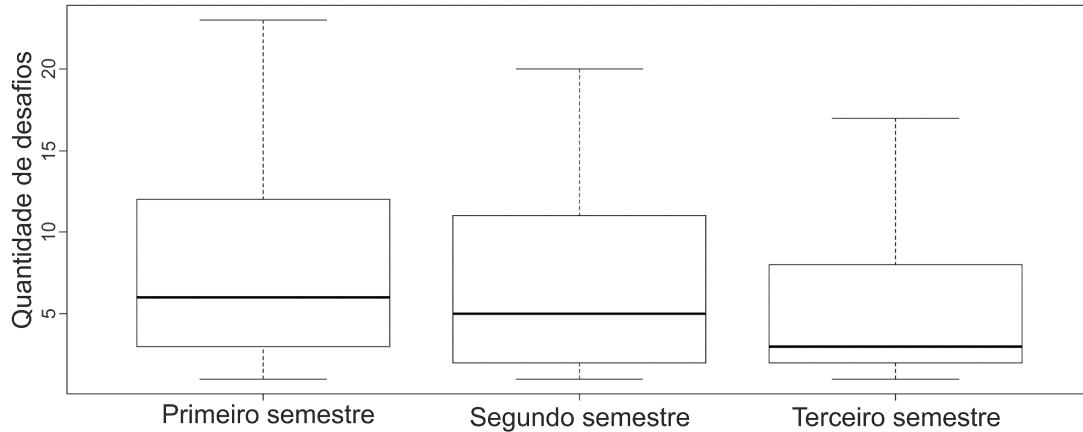 Quantidade de desafios
20
15
10
5
Primeiro semestre
Segundo semestre
Terceiro semestre